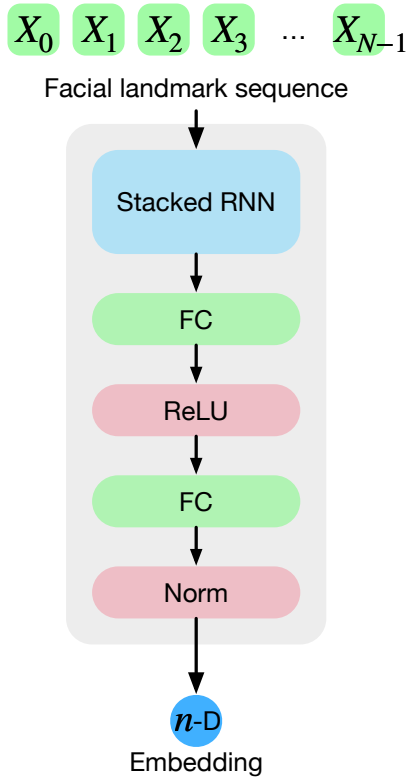 X0 X1 X2 X3 ... XN−1
Facial landmark sequence
Stacked RNN
FC
ReLU
FC
Norm
n-D
Embedding